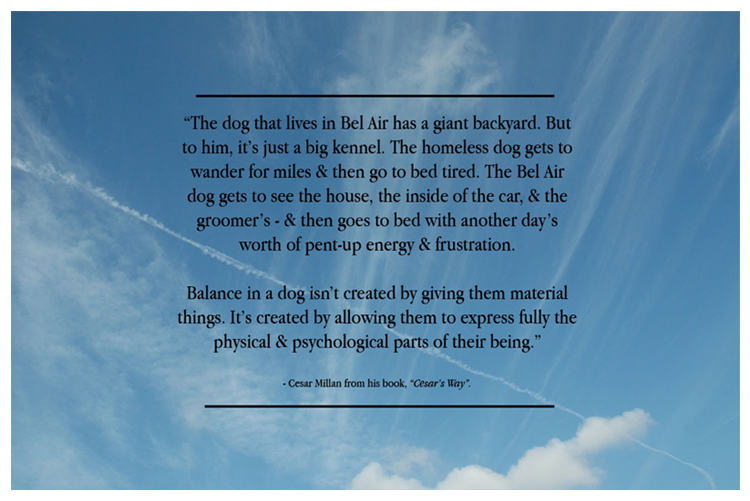 “The dog that lives in Bel Air has a giant backyard. But
to him, it’s just a big kennel. The homeless dog gets to
wander for miles & then go to bed tired. The Bel Air
dog gets to see the house, the inside of the car, & the
groomer’s - & then goes to bed with another day’s
worth of pent-up energy & frustration.
Balance in a dog isn’t created by giving them material
things. It’s created by allowing them to express fully the
physical & psychological parts of their being.”
- Cesar Millan from his book, “Cesar’s Way”.